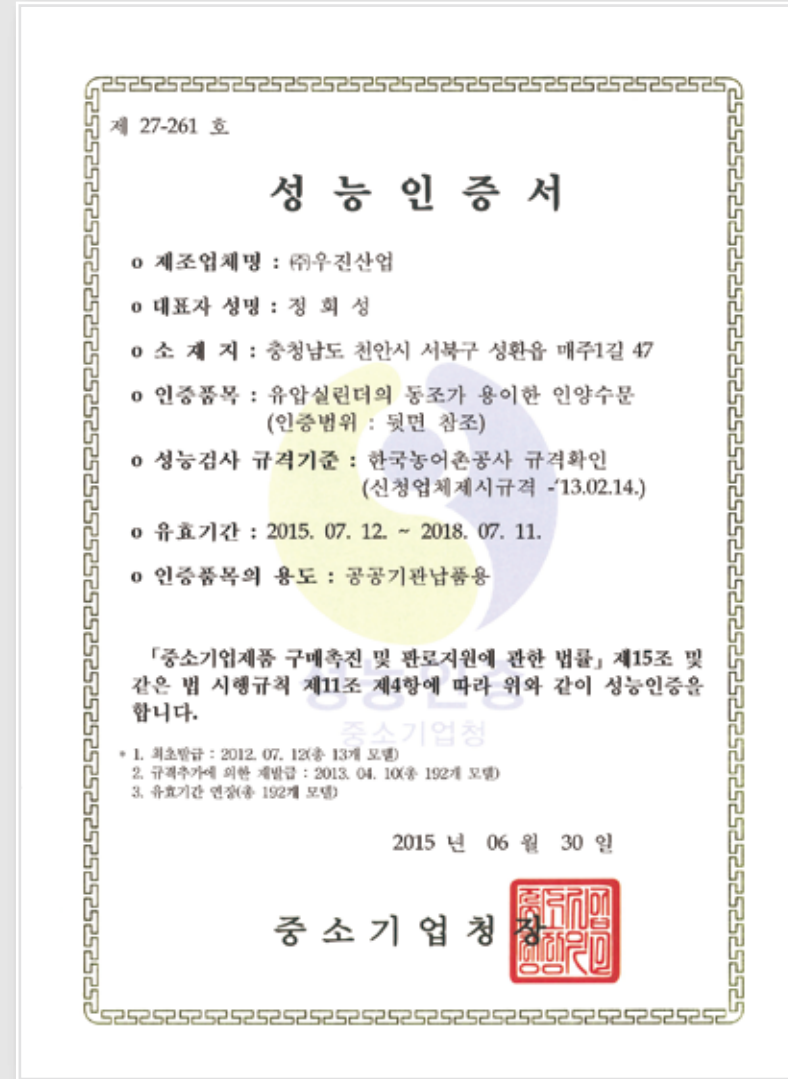 제 27-261 호
성 능 인 증 서
o 제조업체명 : ㈜우진산업
o 대표자 성명 : 정 회 성
o 소 재 지 : 충청남도 천안시 서북구 성환읍 매주1길 47
o 인증품목 : 유압실린더의 동조가 용이한 인양수문
(인증범위 : 뒷면 참조)
o 성능검사 규격기준 : 한국농어촌공사 규격확인
(신청업체제시규격 -'13.02.14.)
o 유효기간 : 2015. 07. 12. ~ 2018. 07. 11.
o 인증품목의 용도 : 공공기관납품용
「중소기업제품 구매촉진 및 판로지원에 관한 법률」 제15조 및
같은 법 시행규칙 제11조 제4항에 따라 위와 같이 성능인증을
합니다.
성능인증
중소기업청
* 1. 최초발급 : 2012. 07. 12(총 13개 모델)
2. 규격추가에 의한 재발급 : 2013. 04. 10(총 192개 모델)
3. 유효기간 연장(총 192개 모델)
2015 년 06 월 30 일
중 소 기 업 청 장